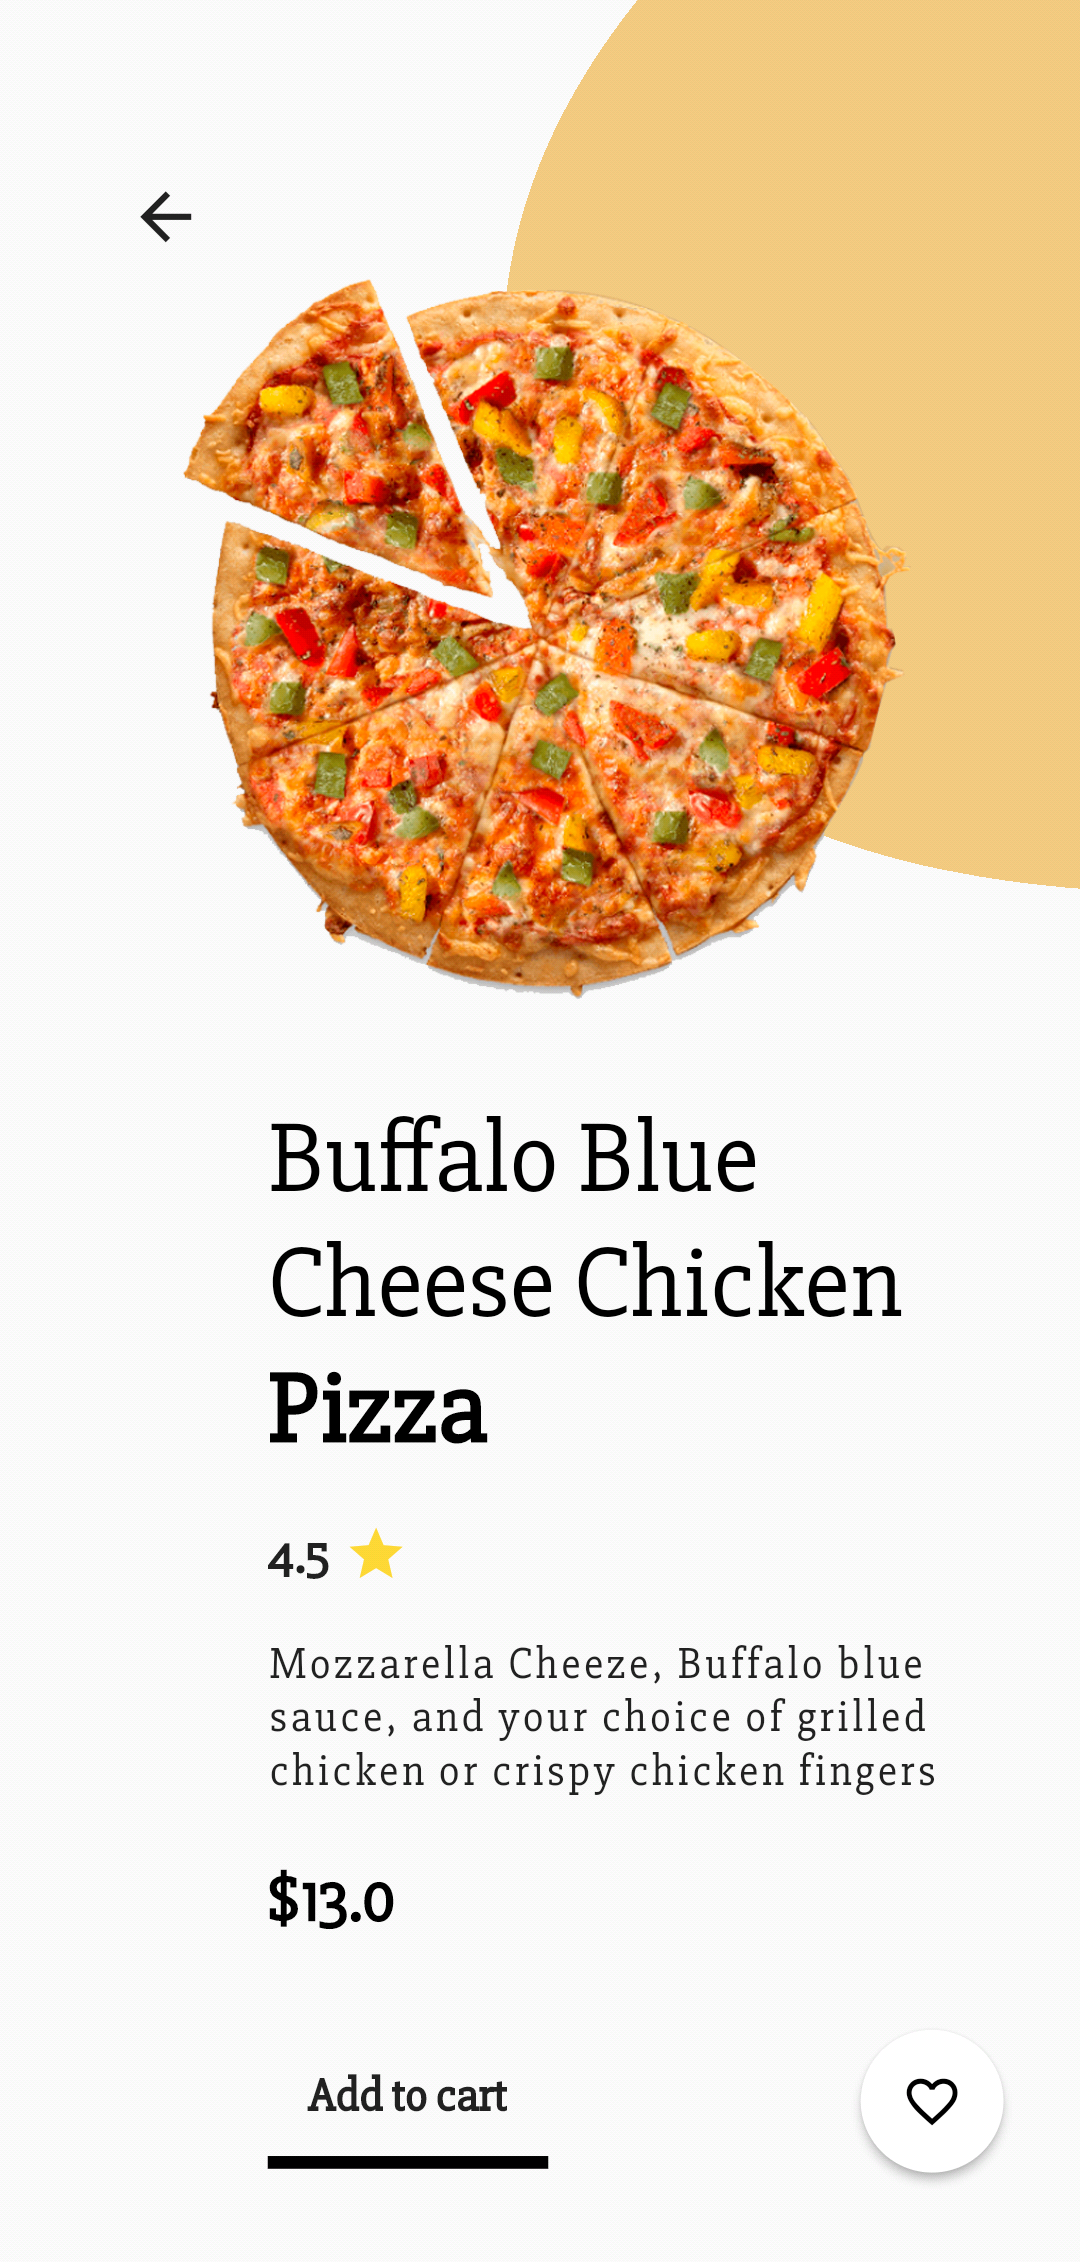 Buffalo Blue
Cheese Chicken
Pizza
4.5
Mozzarella Cheeze, Buffalo blue
sauce, and your choice of grilled
chicken or crispy chicken fingers
$13.0
Add to cart